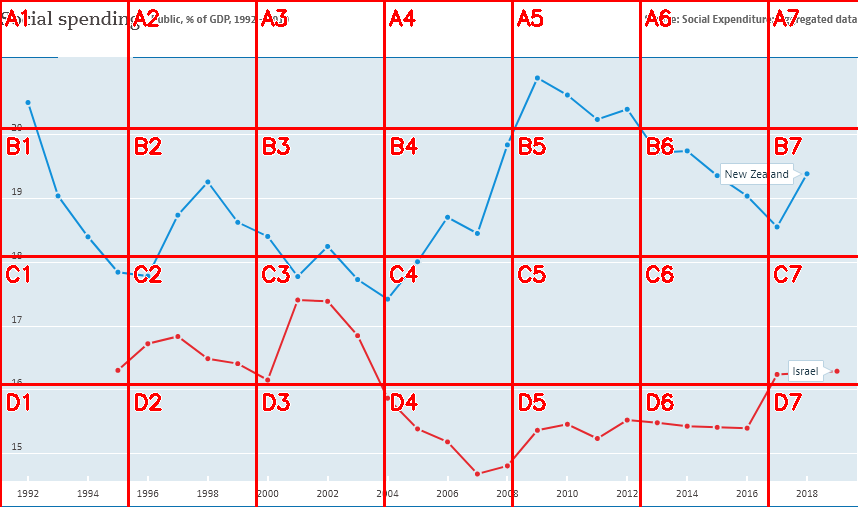 Social spending Public, % of GDP, 1992 – 2019 Source: Social Expenditure: Aggregated data
A1 A2 A3 A4 A5 A6 A7
20
B1 B2 B3 B4 B5 B6 B7
New Zealand
19
18
C1 C2 C3 C4 C5 C6 C7
17
Israel
16
D1 D2 D3 D4 D5 D6 D7
15
1992 1994 1996 1998 2000 2002 2004 2006 2008 2010 2012 2014 2016 2018